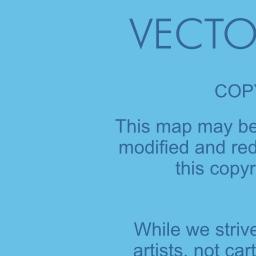 VECTO
COPY
This map may be
modified and red
this copyr
While we strive
artists, not cart